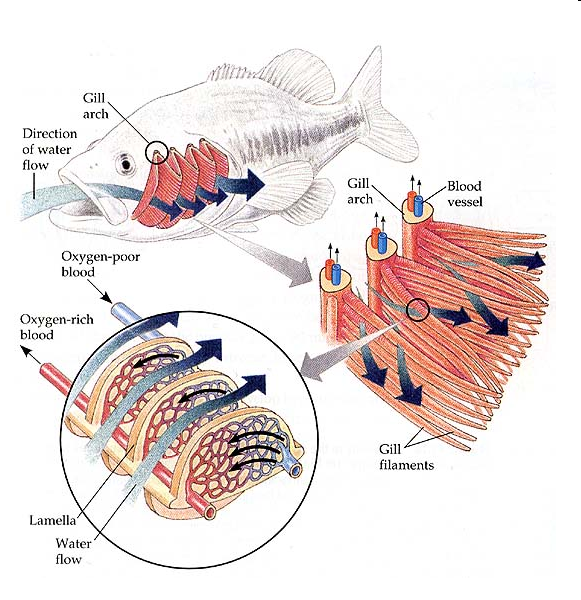 Gill
arch
Direction
of water
flow
Gill
arch
Blood
vessel
Oxygen-poor
blood
Oxygen-rich
blood
Gill
filaments
Lamella
Water
flow